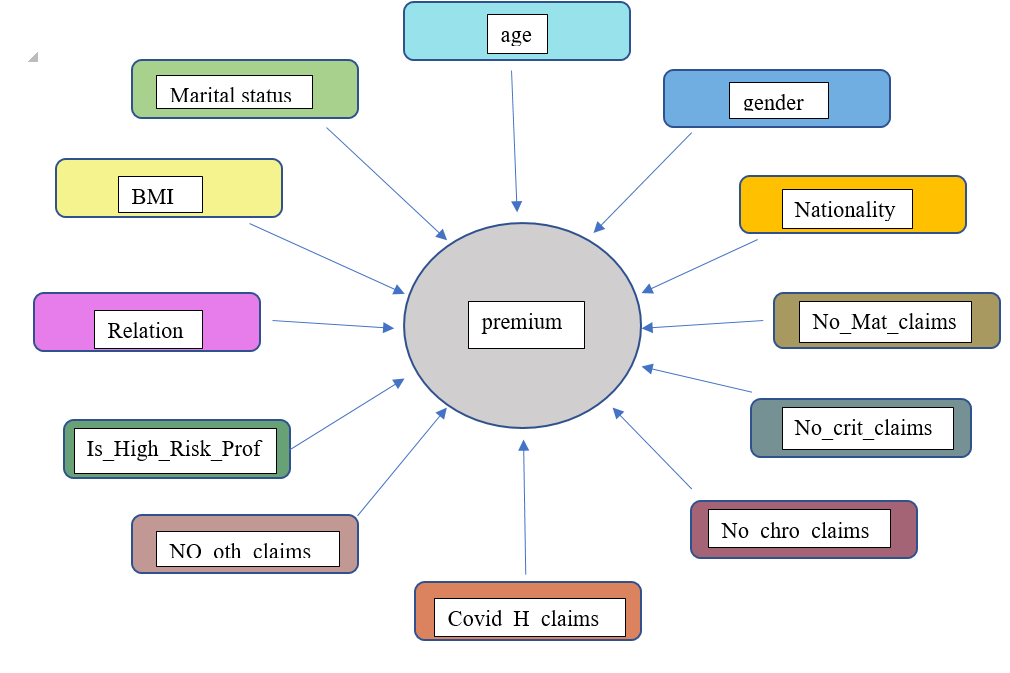 age
Marital status
gender
BMI
Nationality
Relation
premium
No_Mat_claims
Is_High_Risk_Prof
No_crit_claims
NO_oth_claims
No_chro_claims
Covid_H_claims